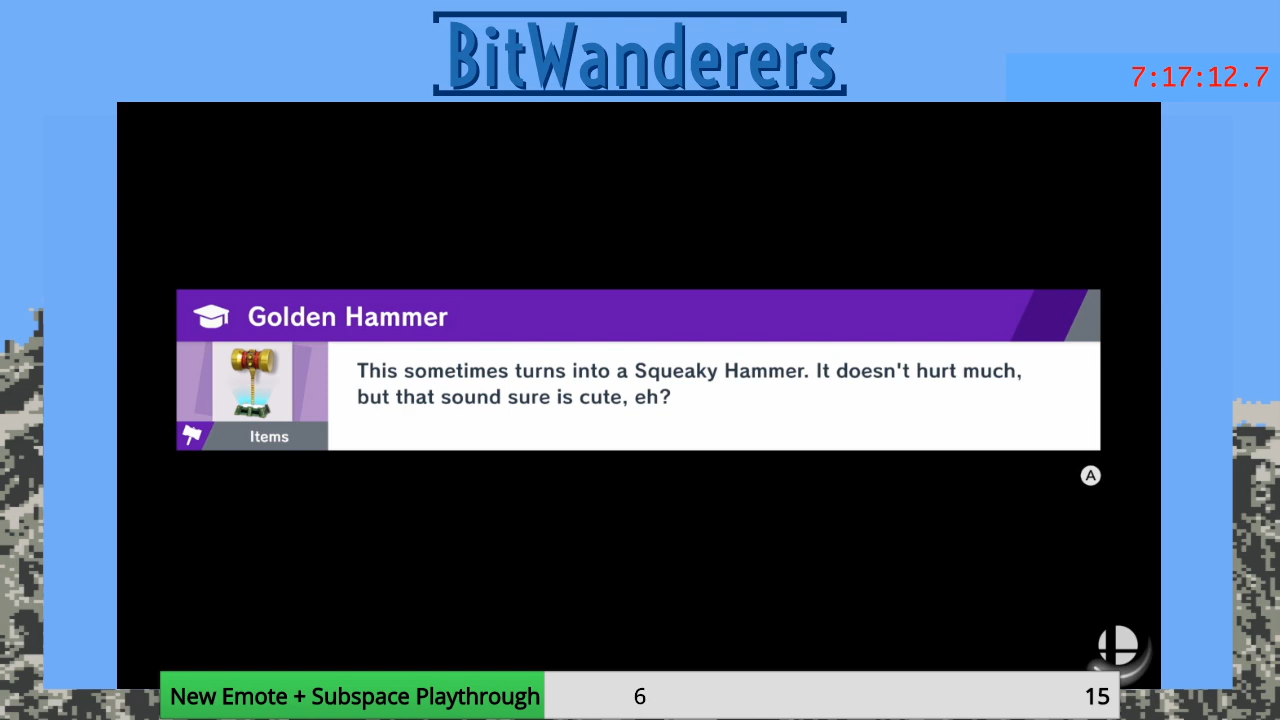 BitWanderers
7:17:12.7
Golden Hammer
This sometimes turns into a Squeaky Hammer. It doesn't hurt much,
but that sound sure is cute, eh?
Items
A
New Emote + Subspace Playthrough
6
15